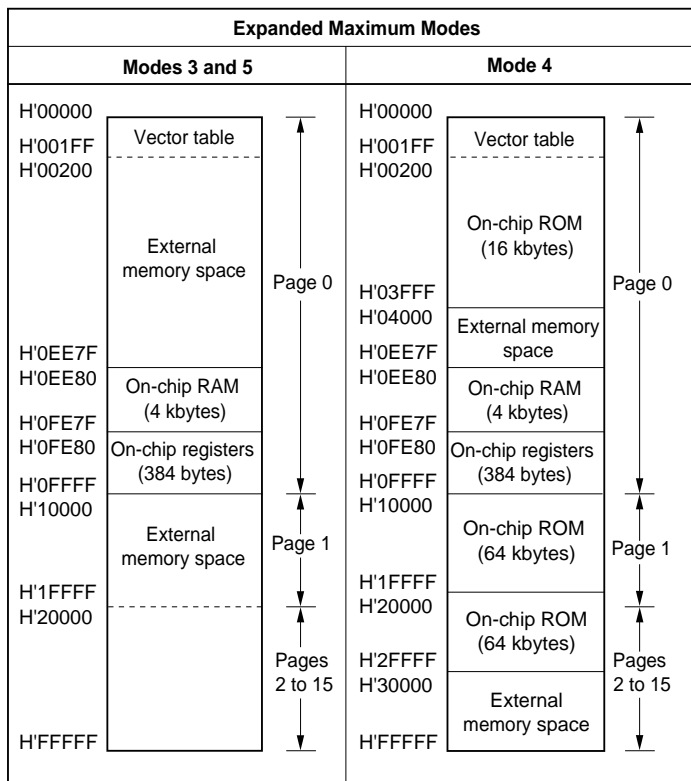 Expanded Maximum Modes
Modes 3 and 5
H'00000
H'001FF
H'00200
H'0EE7F
H'0EE80
H'0FE7F
H'0FE80
H'0FFFF
H'10000
H'1FFFF
H'20000
H'FFFFF
Vector table
External
memory space
On-chip RAM
(4 kbytes)
On-chip registers
(384 bytes)
External
memory space
Page 0
Page 1
Pages
2 to 15
Mode 4
H'00000
H'001FF
H'00200
H'03FFF
H'04000
H'0EE7F
H'0EE80
H'0FE7F
H'0FE80
H'0FFFF
H'10000
H'1FFFF
H'20000
H'2FFFF
H'30000
H'FFFFF
Vector table
On-chip ROM
(16 kbytes)
External memory
space
On-chip RAM
(4 kbytes)
On-chip registers
(384 bytes)
On-chip ROM
(64 kbytes)
On-chip ROM
(64 kbytes)
External
memory space
Page 0
Page 1
Pages
2 to 15